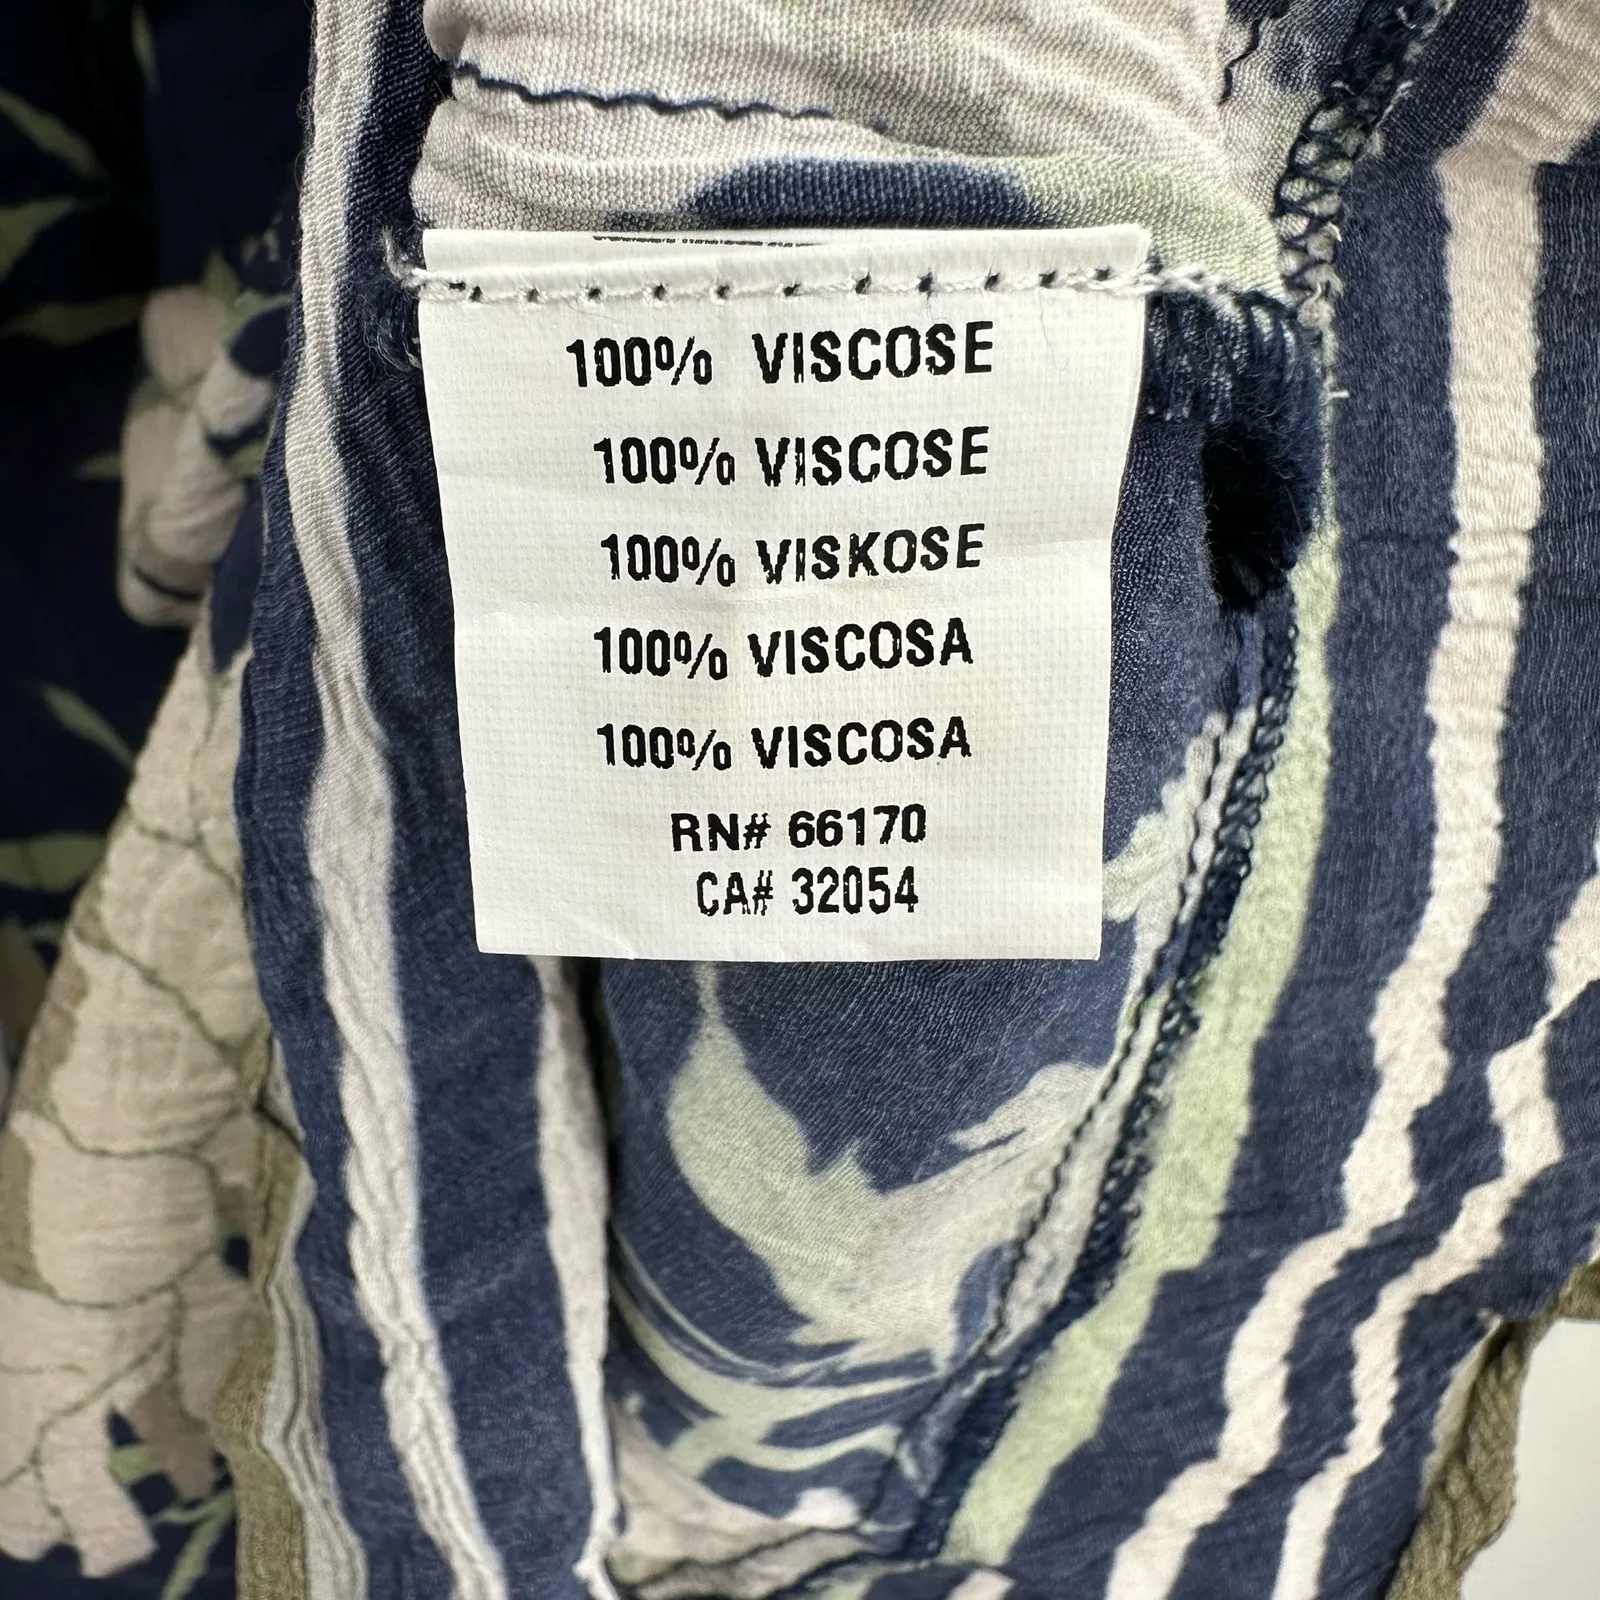 100% VISCOSE
100% VISCOSE
100% VISKOSE
100% VISCOSA
100% VISCOSA
RN# 66170
CA# 32054